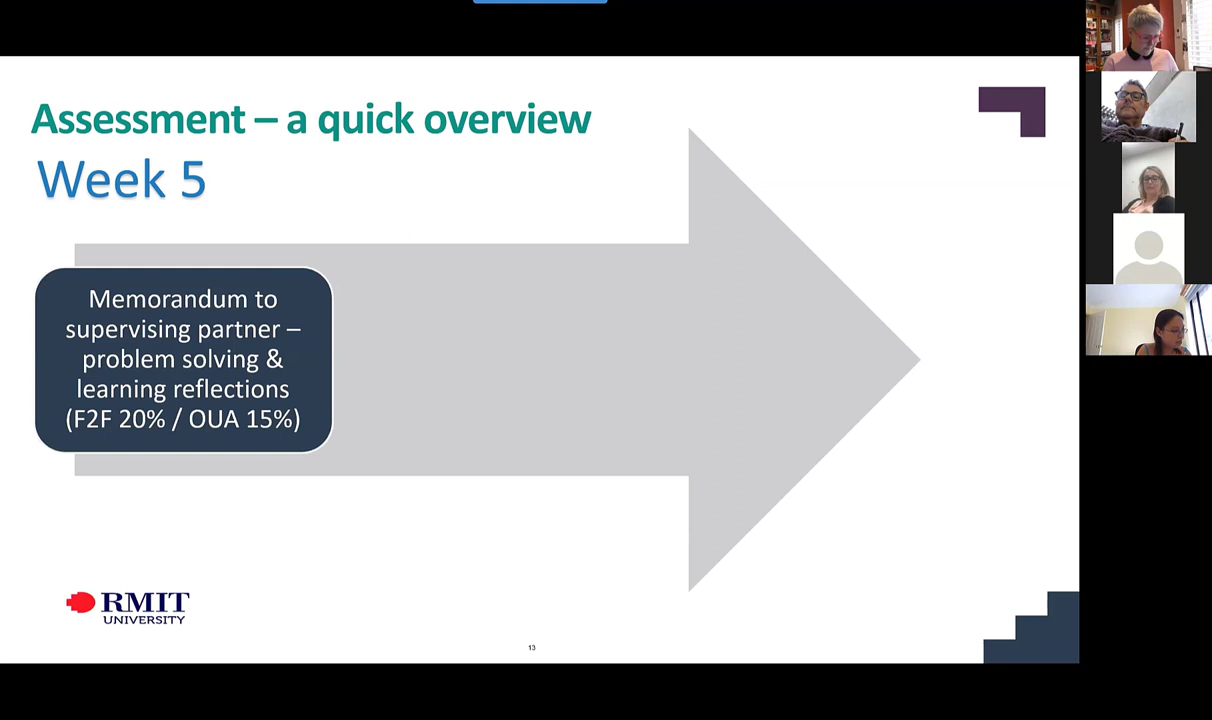 Assessment – a quick overview
Week 5
Memorandum to
supervising partner –
problem solving &
learning reflections
(F2F 20% / OUA 15%)
RMIT
UNIVERSITY
13